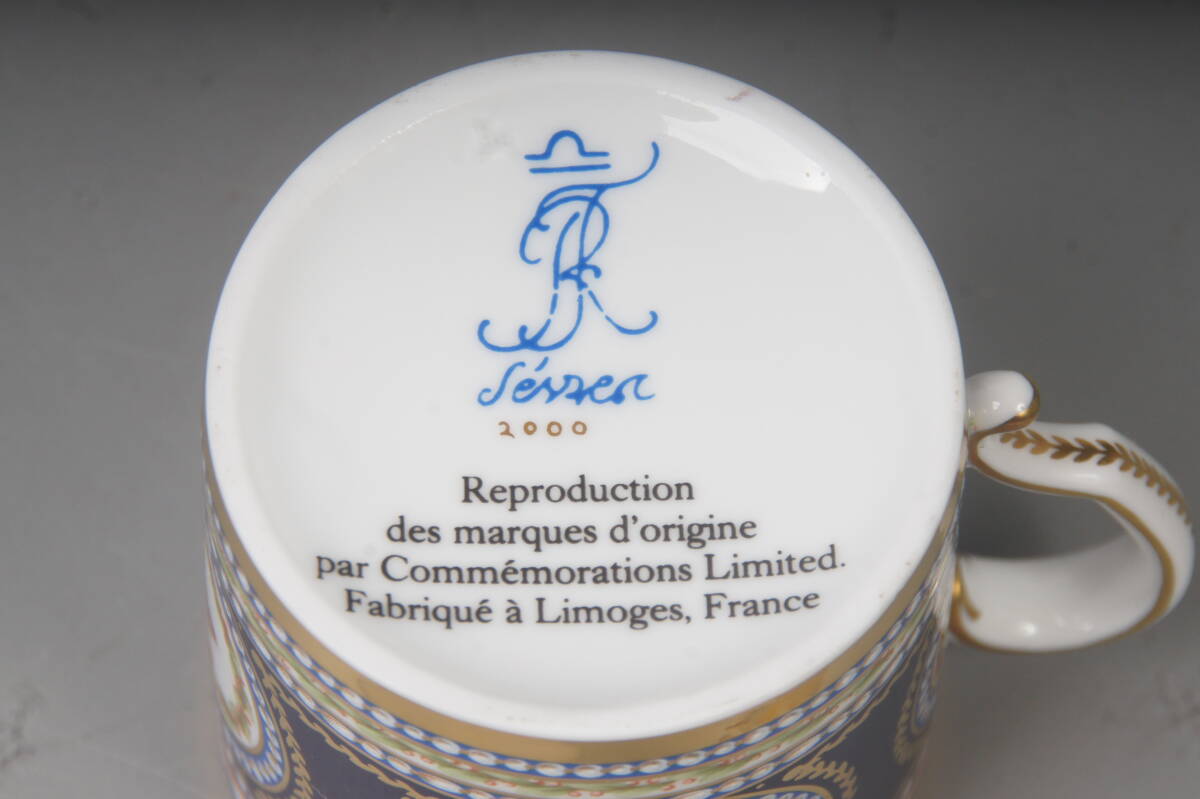 Sèvres
2000
Reproduction
des marques d'origine
par Commémorations Limited.
Fabriqué à Limoges, France